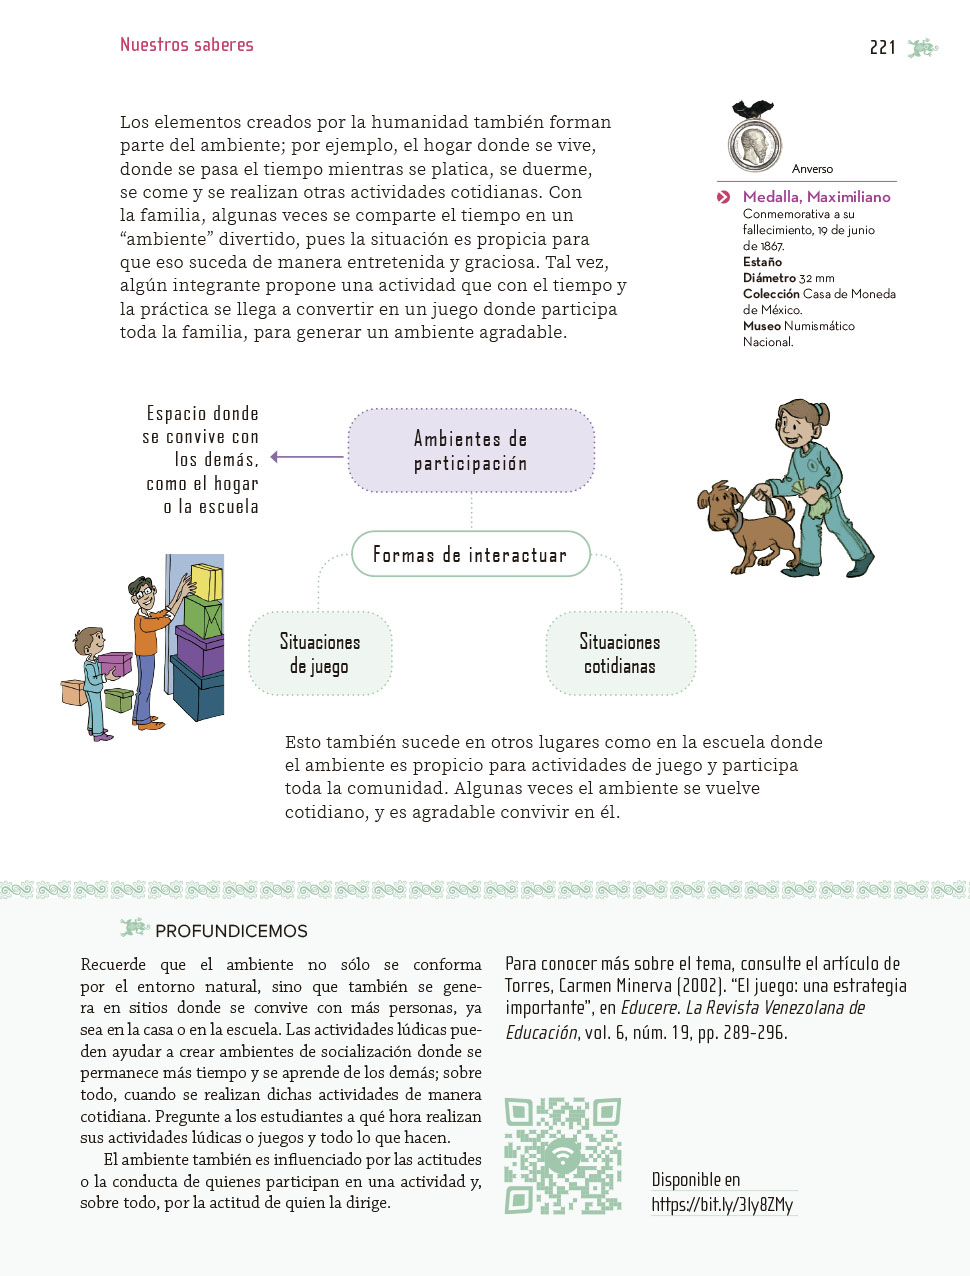 Nuestros saberes
221
Los elementos creados por la humanidad también forman
parte del ambiente; por ejemplo, el hogar donde se vive,
donde se pasa el tiempo mientras se platica, se duerme,
se come y se realizan otras actividades cotidianas. Con
la familia, algunas veces se comparte el tiempo en un
“ambiente” divertido, pues la situación es propicia para
que eso suceda de manera entretenida y graciosa. Tal vez,
algún integrante propone una actividad que con el tiempo y
la práctica se llega a convertir en un juego donde participa
toda la familia, para generar un ambiente agradable.
Anverso
Medalla, Maximiliano
Conmemorativa a su
fallecimiento, 19 de junio
de 1867.
Estaño
Diámetro 32 mm
Colección Casa de Moneda
de México.
Museo Numismático
Nacional.
Espacio donde
se convive con
los demás,
como el hogar
o la escuela
Ambientes de
participación
Formas de interactuar
Situaciones
de juego
Situaciones
cotidianas
Esto también sucede en otros lugares como en la escuela donde
el ambiente es propicio para actividades de juego y participa
toda la comunidad. Algunas veces el ambiente se vuelve
cotidiano, y es agradable convivir en él.
PROFUNDICEMOS
Recuerde que el ambiente no sólo se conforma
por el entorno natural, sino que también se gene-
ra en sitios donde se convive con más personas, ya
sea en la casa o en la escuela. Las actividades lúdicas pue-
den ayudar a crear ambientes de socialización donde se
permanece más tiempo y se aprende de los demás; sobre
todo, cuando se realizan dichas actividades de manera
cotidiana. Pregunte a los estudiantes a qué hora realizan
sus actividades lúdicas o juegos y todo lo que hacen.
El ambiente también es influenciado por las actitudes
o la conducta de quienes participan en una actividad y,
sobre todo, por la actitud de quien la dirige.
Para conocer más sobre el tema, consulte el artículo de
Torres, Carmen Minerva (2002). “El juego: una estrategia
importante”, en Educere. La Revista Venezolana de
Educación, vol. 6, núm. 19, pp. 289-296.
Disponible en
https://bit.ly/3Iy8ZMy